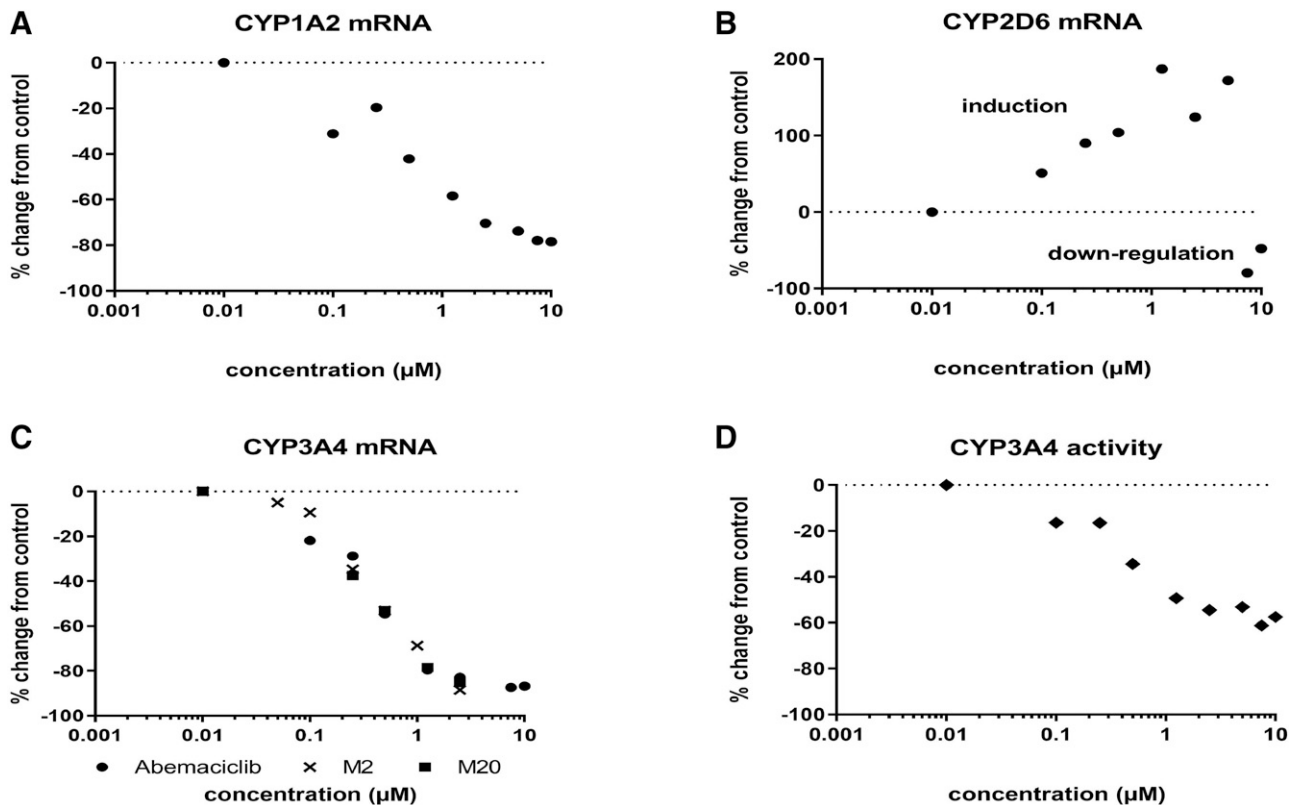 A
CYP1A2 mRNA
% change from control
0
-20
-40
-60
-80
-100
0.001 0.01 0.1 1 10
concentration (µM)
B
CYP2D6 mRNA
% change from control
200
100
0
-100
induction
down-regulation
0.001 0.01 0.1 1 10
concentration (µM)
C
CYP3A4 mRNA
% change from control
0
-20
-40
-60
-80
-100
0.001 0.01 0.1 1 10
Abemaciclib M2 M20
concentration (µM)
D
CYP3A4 activity
% change from control
0
-20
-40
-60
-80
-100
0.001 0.01 0.1 1 10
concentration (µM)